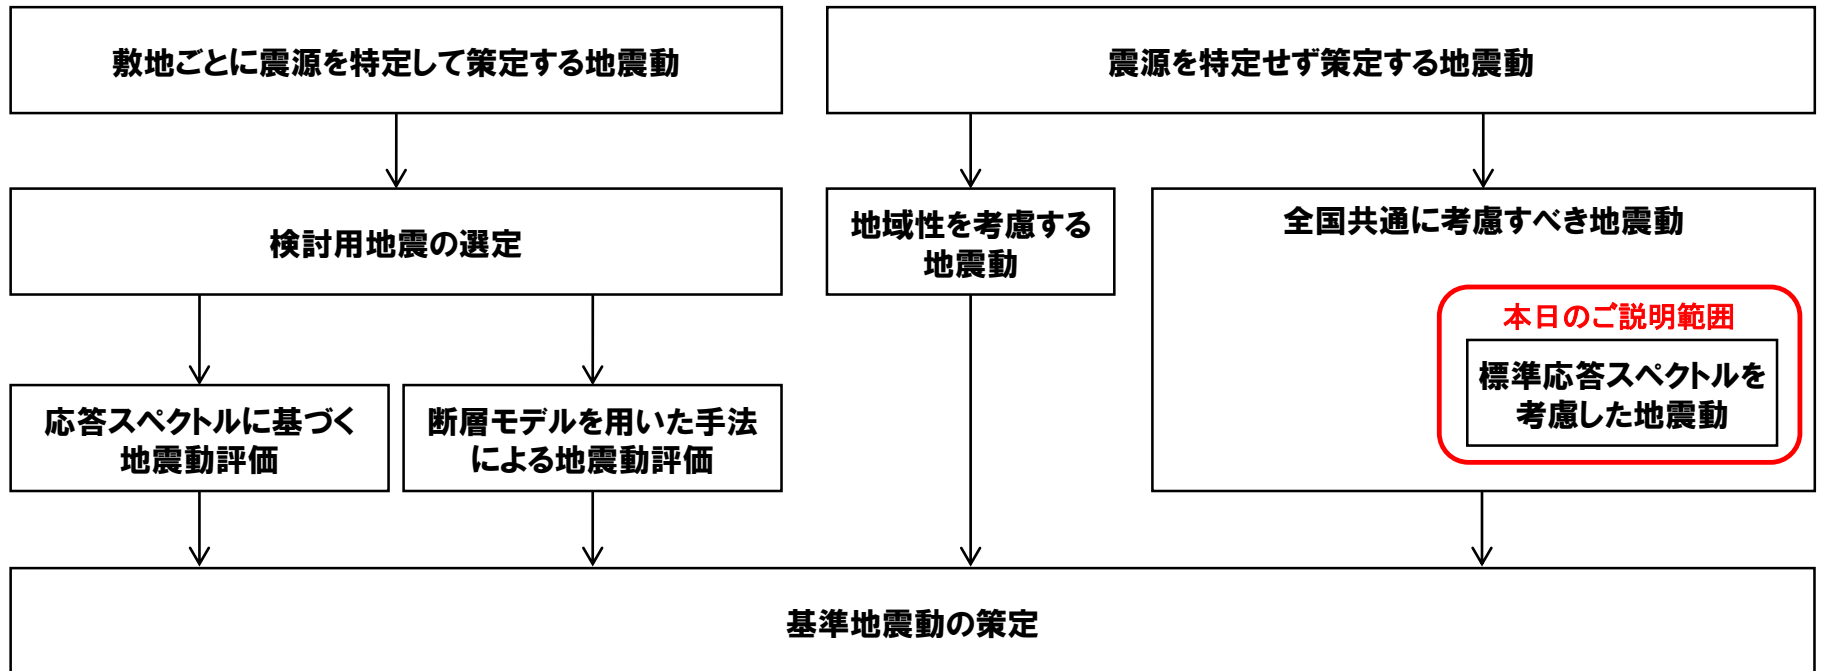 敷地ごとに震源を特定して策定する地震動
震源を特定せず策定する地震動
検討用地震の選定
地域性を考慮する
地震動
全国共通に考慮すべき地震動
本日のご説明範囲
標準応答スペクトルを
考慮した地震動
応答スペクトルに基づく
地震動評価
断層モデルを用いた手法
による地震動評価
基準地震動の策定